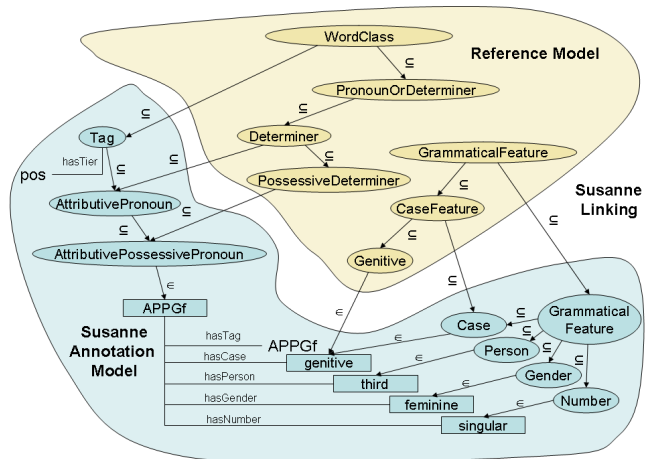 WordClass
Reference Model
⊆
PronounOrDeterminer
⊆
⊆
Tag
Determiner
GrammaticalFeature
hasTier
pos
⊆
⊆
⊆
PossessiveDeterminer
⊆
Susanne
Linking
AttributivePronoun
⊆
CaseFeature
⊆
⊆
⊆
AttributivePossessivePronoun
Genitive
⊆
∈
∈
APPGf
Susanne
Annotation
Model
hasTag
APPGf
Case
⊆
Grammatical
Feature
hasCase
genitive
∈
Person
⊆
⊆
⊆
hasPerson
third
∈
Gender
hasGender
feminine
∈
Number
hasNumber
singular
∈